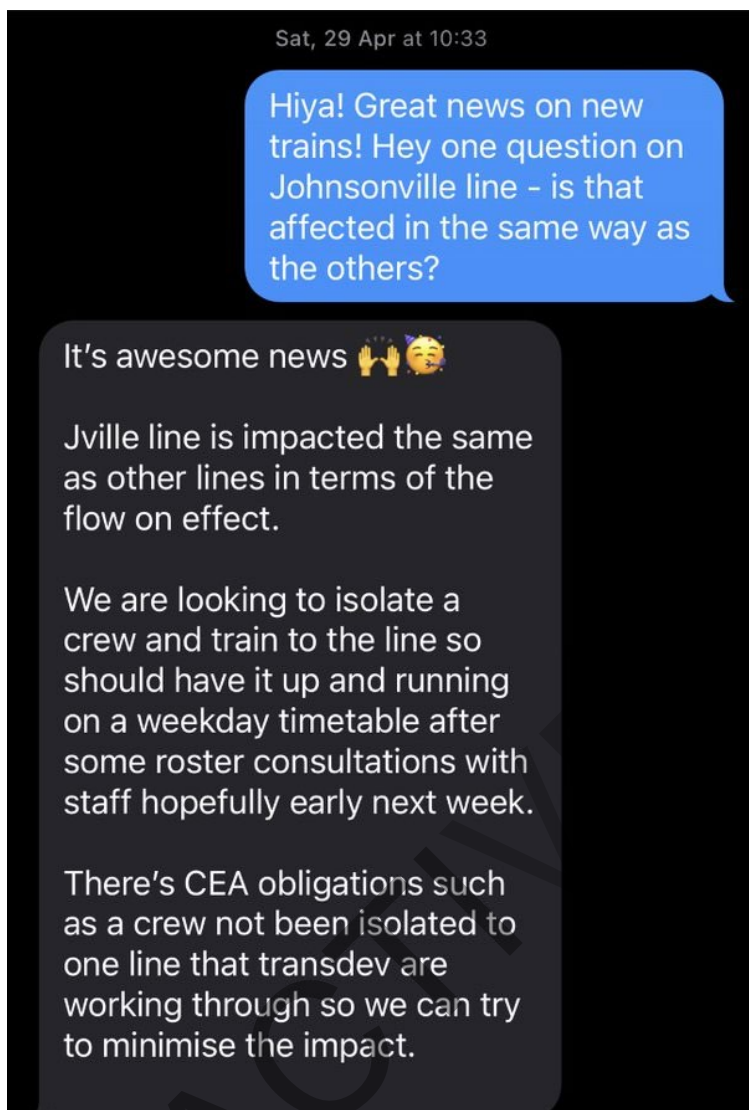 Sat, 29 Apr at 10:33
Hiya! Great news on new
trains! Hey one question on
Johnsonville line - is that
affected in the same way as
the others?
It’s awesome news 🙌🥳
Jville line is impacted the same
as other lines in terms of the
flow on effect.
We are looking to isolate a
crew and train to the line so
should have it up and running
on a weekday timetable after
some roster consultations with
staff hopefully early next week.
There’s CEA obligations such
as a crew not been isolated to
one line that transdev are
working through so we can try
to minimise the impact.